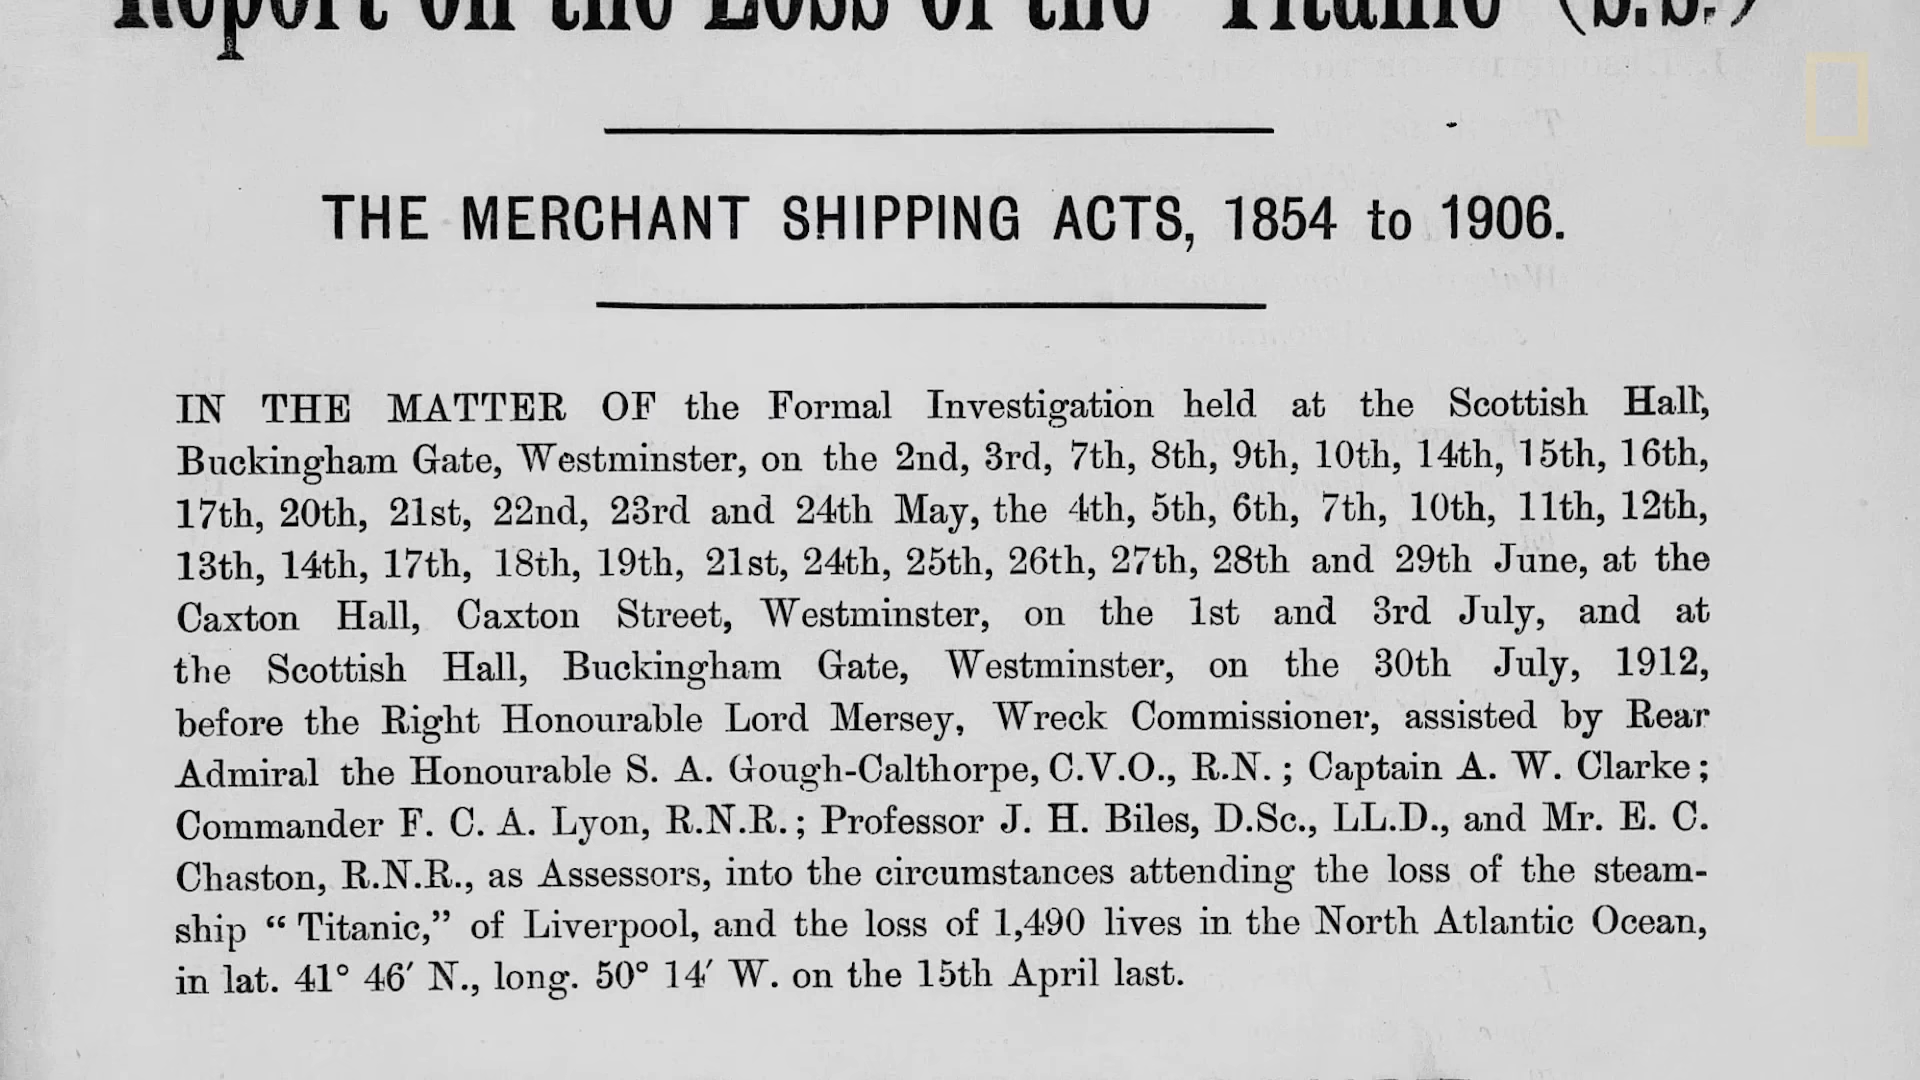 Report on the Loss of the "Titanic" (s.s.)
THE MERCHANT SHIPPING ACTS, 1854 to 1906.
IN THE MATTER OF the Formal Investigation held at the Scottish Hall,
Buckingham Gate, Westminster, on the 2nd, 3rd, 7th, 8th, 9th, 10th, 14th, 15th, 16th,
17th, 20th, 21st, 22nd, 23rd and 24th May, the 4th, 5th, 6th, 7th, 10th, 11th, 12th,
13th, 14th, 17th, 18th, 19th, 21st, 24th, 25th, 26th, 27th, 28th and 29th June, at the
Caxton Hall, Caxton Street, Westminster, on the 1st and 3rd July, and at
the Scottish Hall, Buckingham Gate, Westminster, on the 30th July, 1912,
before the Right Honourable Lord Mersey, Wreck Commissioner, assisted by Rear
Admiral the Honourable S. A. Gough-Calthorpe, C.V.O., R.N.; Captain A. W. Clarke;
Commander F. C. A. Lyon, R.N.R.; Professor J. H. Biles, D.Sc., LL.D., and Mr. E. C.
Chaston, R.N.R., as Assessors, into the circumstances attending the loss of the steam-
ship “Titanic,” of Liverpool, and the loss of 1,490 lives in the North Atlantic Ocean,
in lat. 41° 46′ N., long. 50° 14′ W. on the 15th April last.